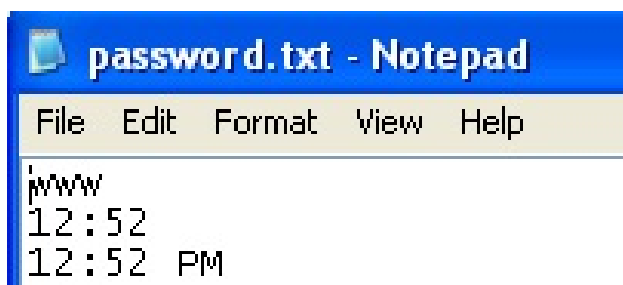 password.txt - Notepad
File Edit Format View Help
www
12:52
12:52 PM